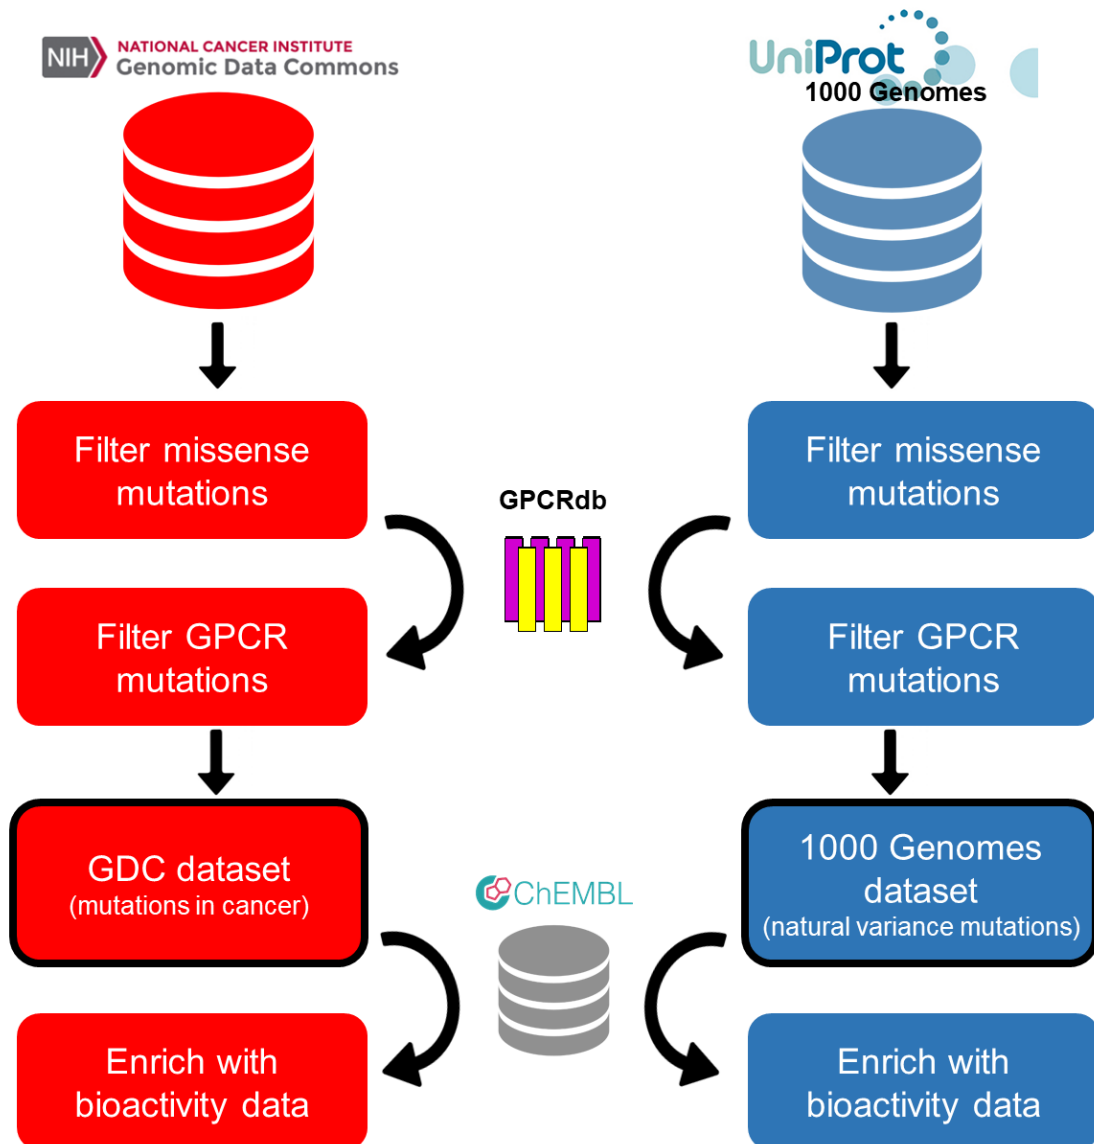 NIH
NATIONAL CANCER INSTITUTE
Genomic Data Commons
UniProt
1000 Genomes
Filter missense
mutations
Filter missense
mutations
GPCRdb
Filter GPCR
mutations
Filter GPCR
mutations
GDC dataset
(mutations in cancer)
1000 Genomes
dataset
(natural variance mutations)
ChEMBL
Enrich with
bioactivity data
Enrich with
bioactivity data